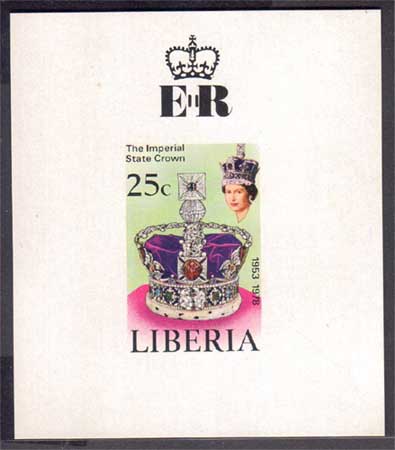 EIIR
The Imperial
State Crown
25c
1953 1978
LIBERIA